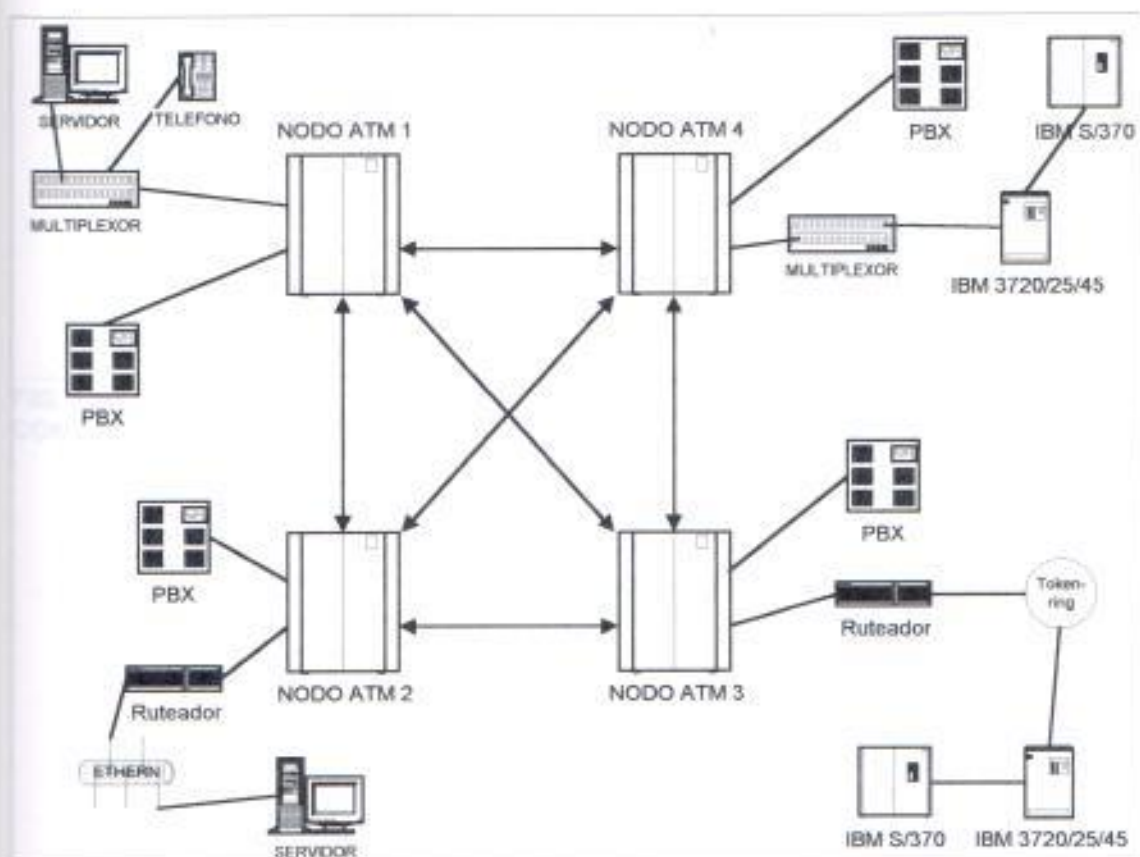 SERVIDOR
TELEFONO
MULTIPLEXOR
PBX
NODO ATM 1
NODO ATM 4
PBX
IBM S/370
MULTIPLEXOR
IBM 3720/25/45
PBX
Ruteador
ETHERN
SERVIDOR
NODO ATM 2
NODO ATM 3
PBX
Ruteador
Token-
ring
IBM S/370
IBM 3720/25/45